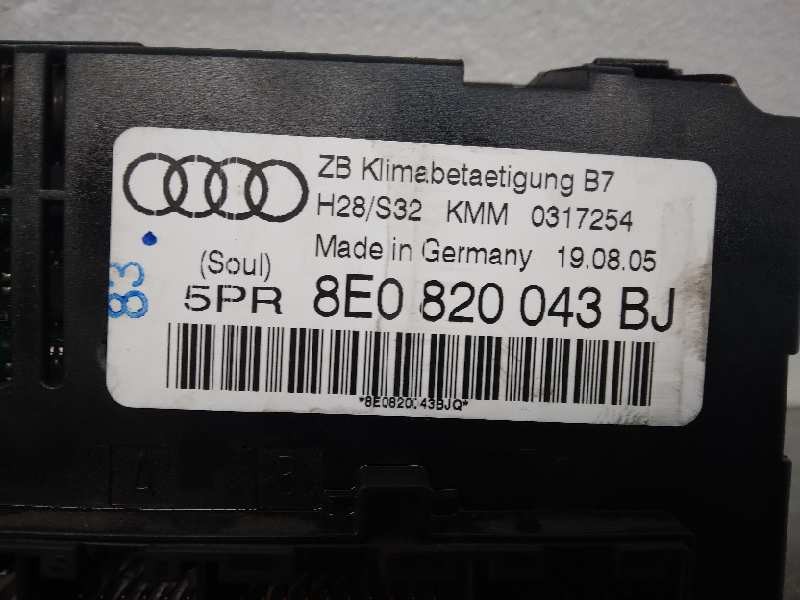 ZB Klimabetaetigung B7
H28/S32 KMM 0317254
Made in Germany 19.08.05
(Soul)
5PR 8E0 820 043 BJ
83.
*8E0820043BJQ*
A B